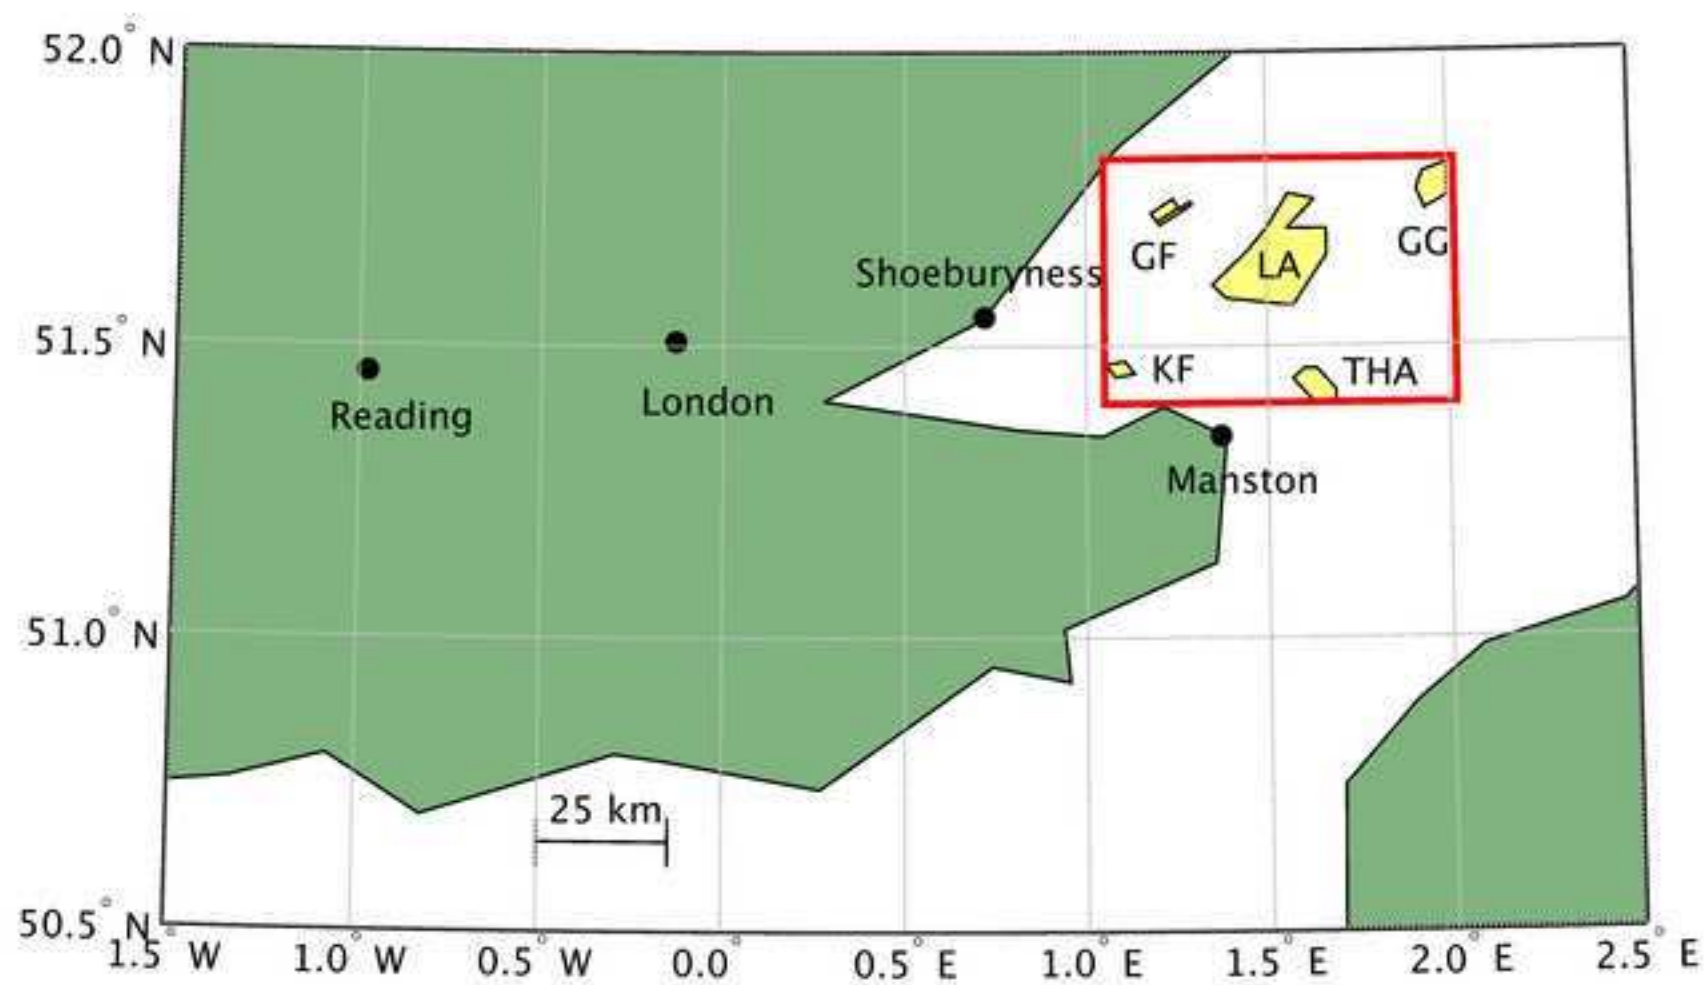 52.0° N
GF
LA
GG
Shoeburyness
51.5° N
KF
THA
Reading
London
Manston
51.0° N
25 km
50.5° N
1.5° W
1.0° W
0.5° W
0.0°
0.5° E
1.0° E
1.5° E
2.0° E
2.5° E